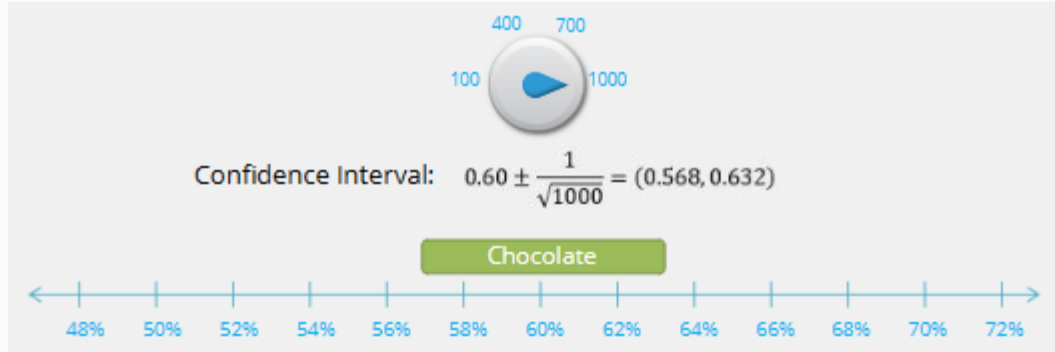 400 700
100 1000
Confidence Interval: 0.60 ± 1/√1000 = (0.568, 0.632)
Chocolate
48% 50% 52% 54% 56% 58% 60% 62% 64% 66% 68% 70% 72%